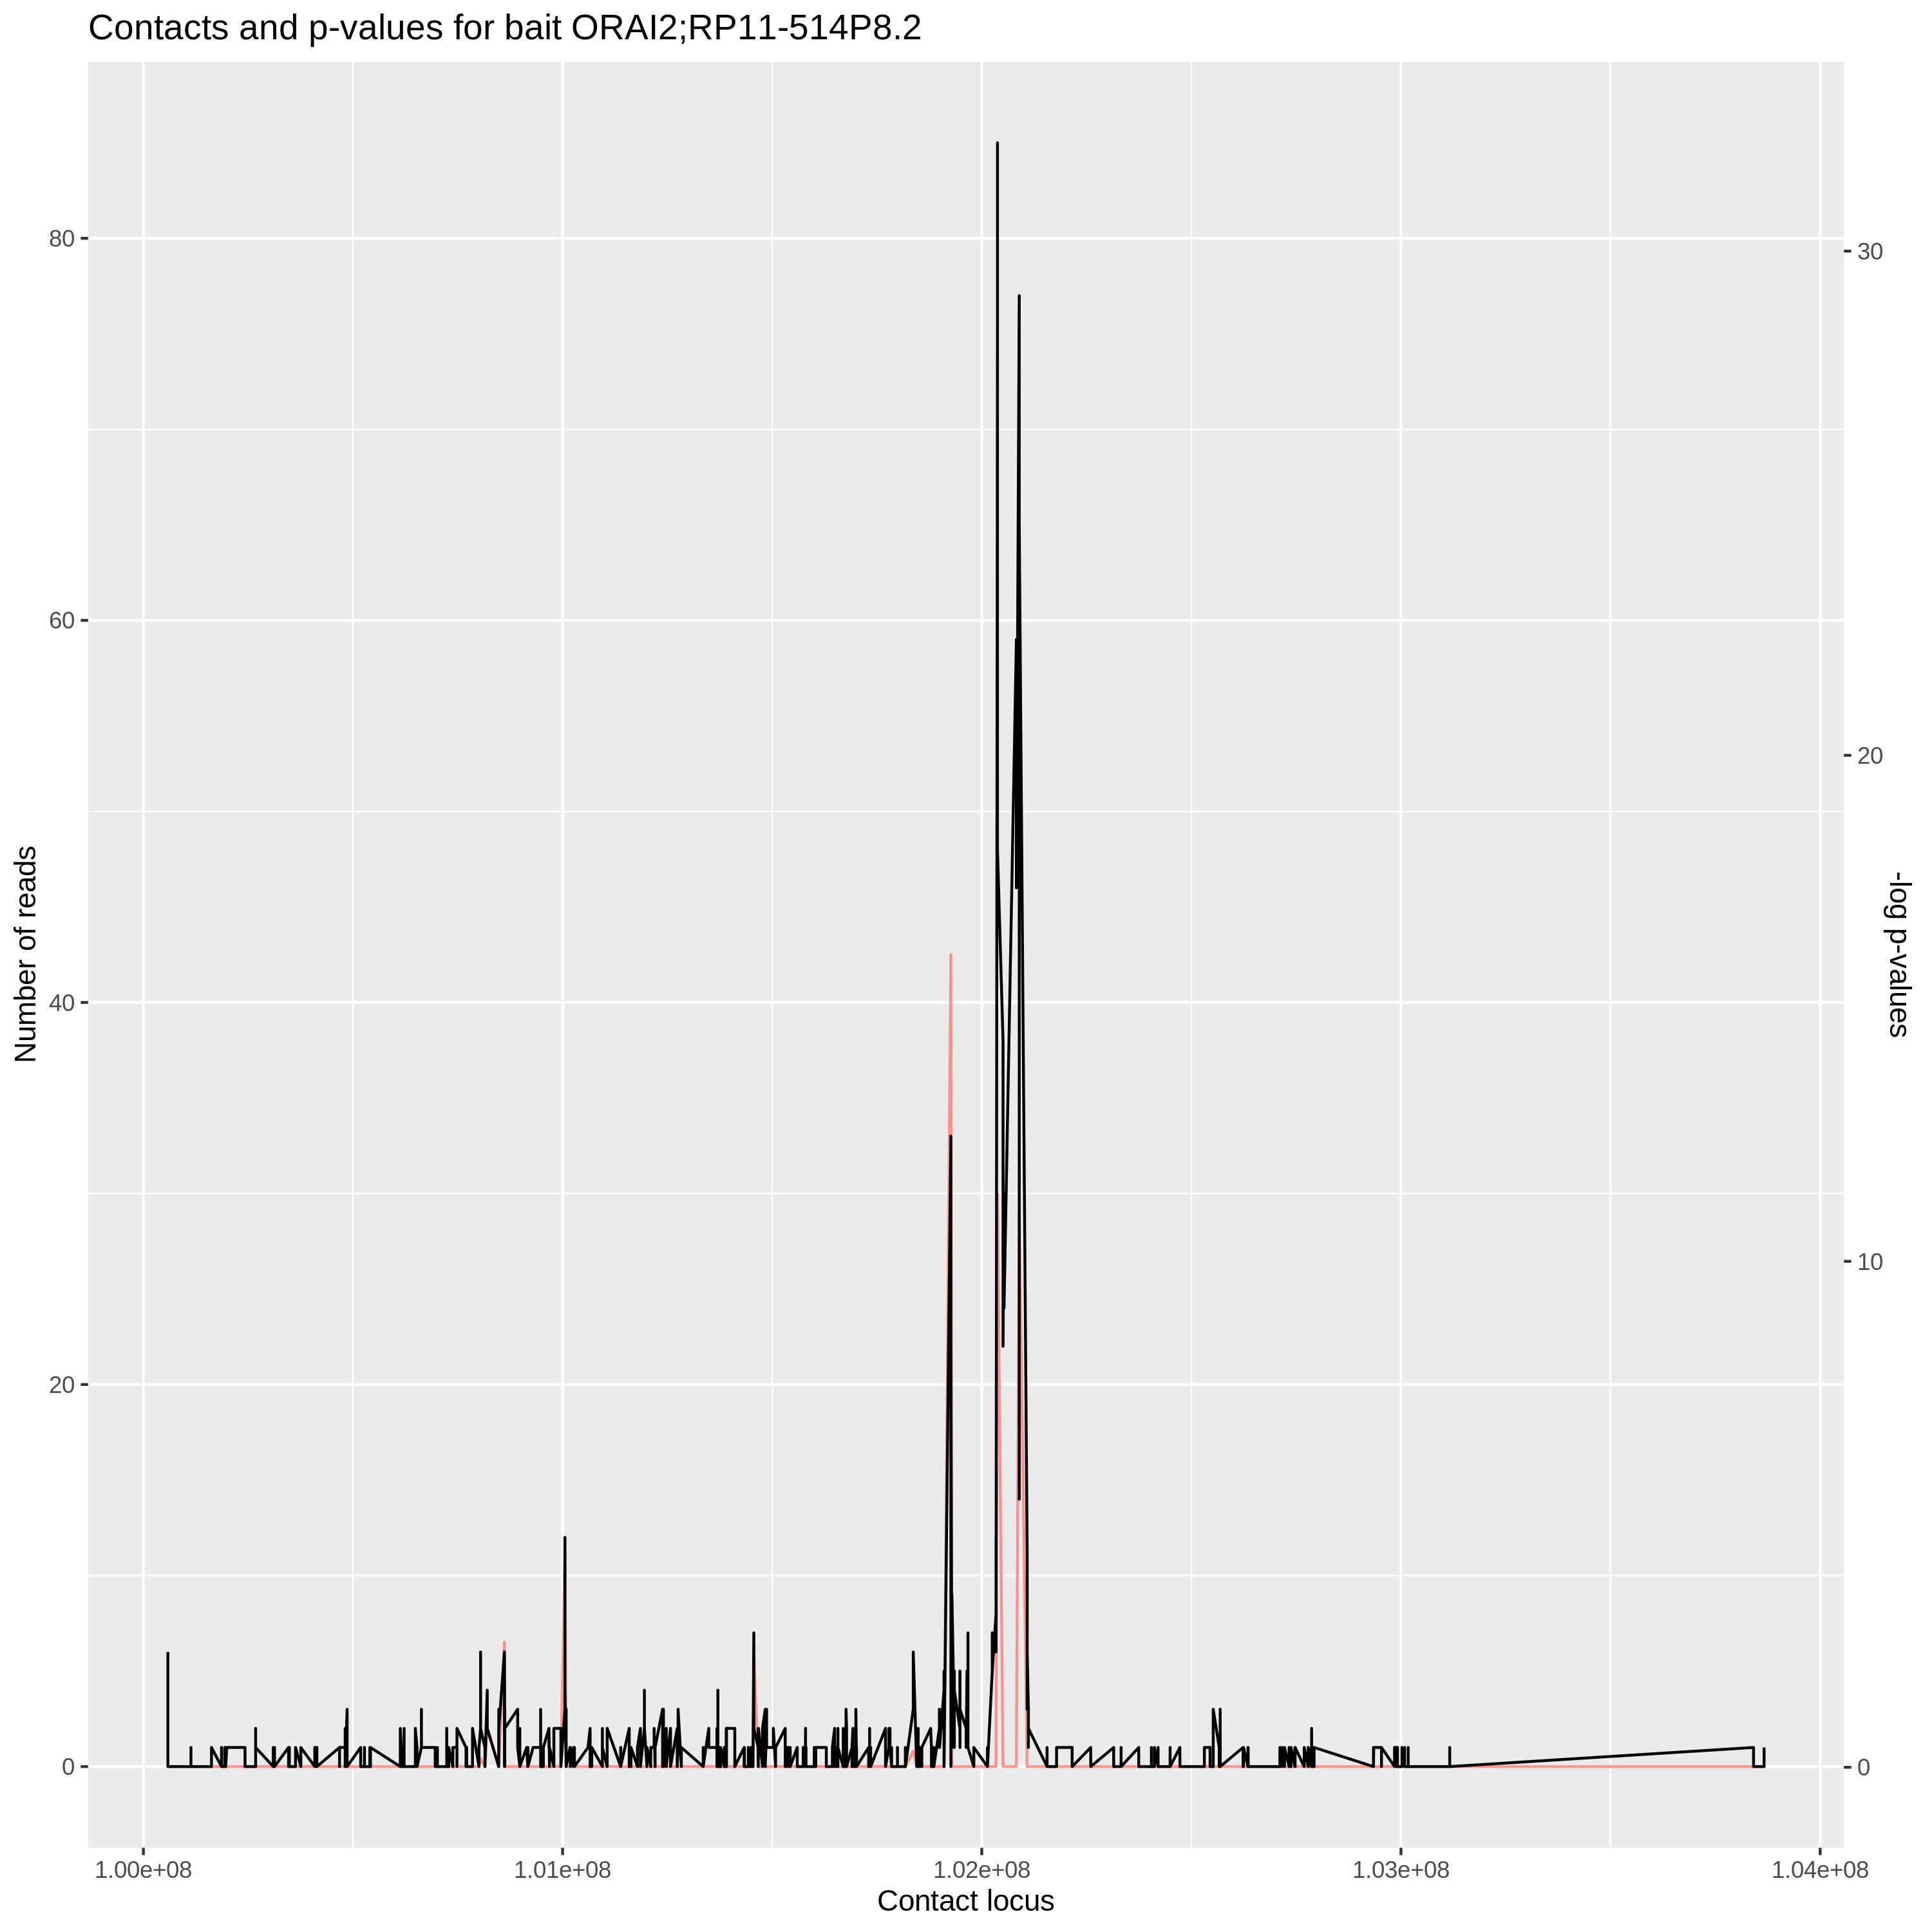 Contacts and p-values for bait ORAI2;RP11-514P8.2
80
60
40
20
0
Number of reads
30
20
10
0
-log p-values
1.00e+08 1.01e+08 1.02e+08 1.03e+08 1.04e+08
Contact locus